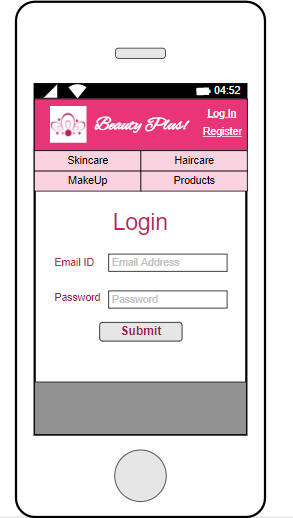 04:52
Beauty Plus!
Log In
Register
Skincare Haircare
MakeUp Products
Login
Email ID Email Address
Password Password
Submit